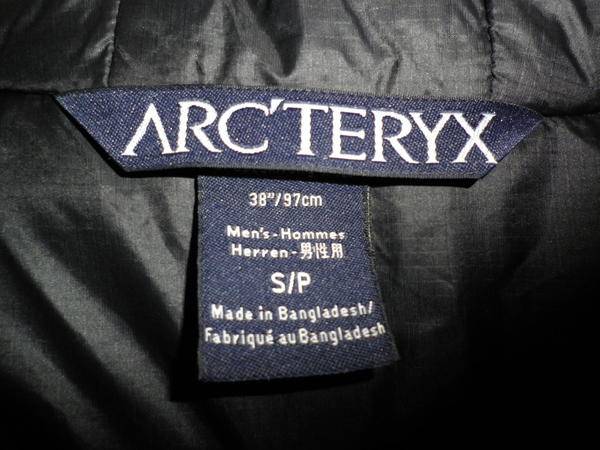 ARC'TERYX
38"/97cm
Men's-Hommes
Herren-男性用
S/P
Made in Bangladesh/
Fabriqué au Bangladesh